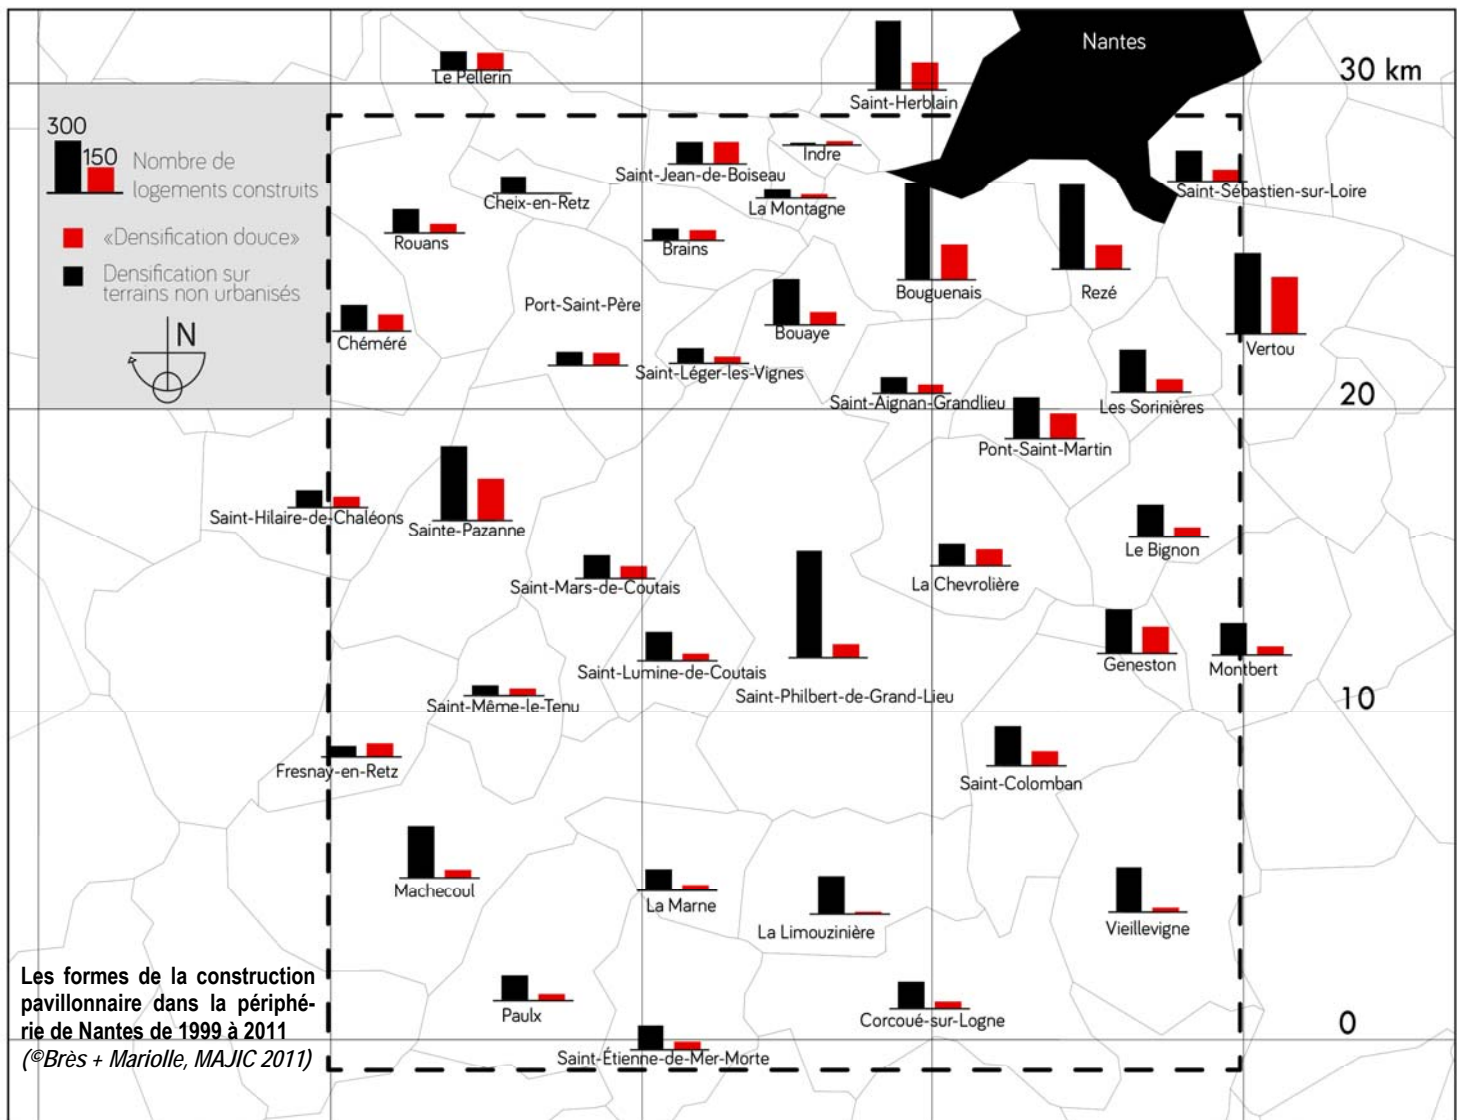 Nantes
30 km
Le Pellerin
Saint-Herblain
300
150
Nombre de
logements construits
«Densification douce»
Densification sur
terrains non urbanisés
N
Indre
Saint-Jean-de-Boiseau
Saint-Sébastien-sur-Loire
Cheix-en-Retz
La Montagne
Rouans
Brains
Bouguenais
Rezé
Port-Saint-Père
Bouaye
Chéméré
Vertou
Saint-Léger-les-Vignes
Saint-Aignan-Grandlieu
Les Sorinières
20
Pont-Saint-Martin
Saint-Hilaire-de-Chaléons
Sainte-Pazanne
Le Bignon
Saint-Mars-de-Coutais
La Chevrolière
Saint-Lumine-de-Coutais
Geneston
Montbert
Saint-Philbert-de-Grand-Lieu
Saint-Même-le-Tenu
10
Fresnay-en-Retz
Saint-Colomban
Machecoul
La Marne
La Limouzinière
Vieillevigne
Paulx
Corcoué-sur-Logne
0
Saint-Étienne-de-Mer-Morte
Les formes de la construction
pavillonnaire dans la périphé-
rie de Nantes de 1999 à 2011
(©Brès + Mariolle, MAJIC 2011)